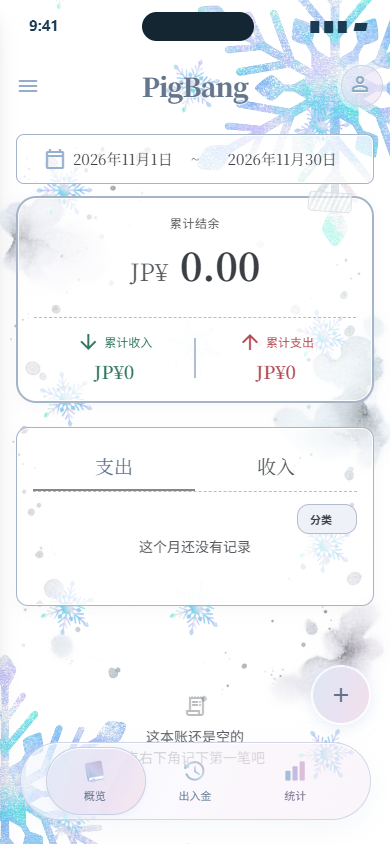 9:41
PigBang
2026年11月1日 ~ 2026年11月30日
累计结余
JP¥ 0.00
累计收入 累计支出
JP¥0 JP¥0
支出 收入
分类
这个月还没有记录
+
这本账还是空的
右下角记下第一笔吧
概览 出入金 统计